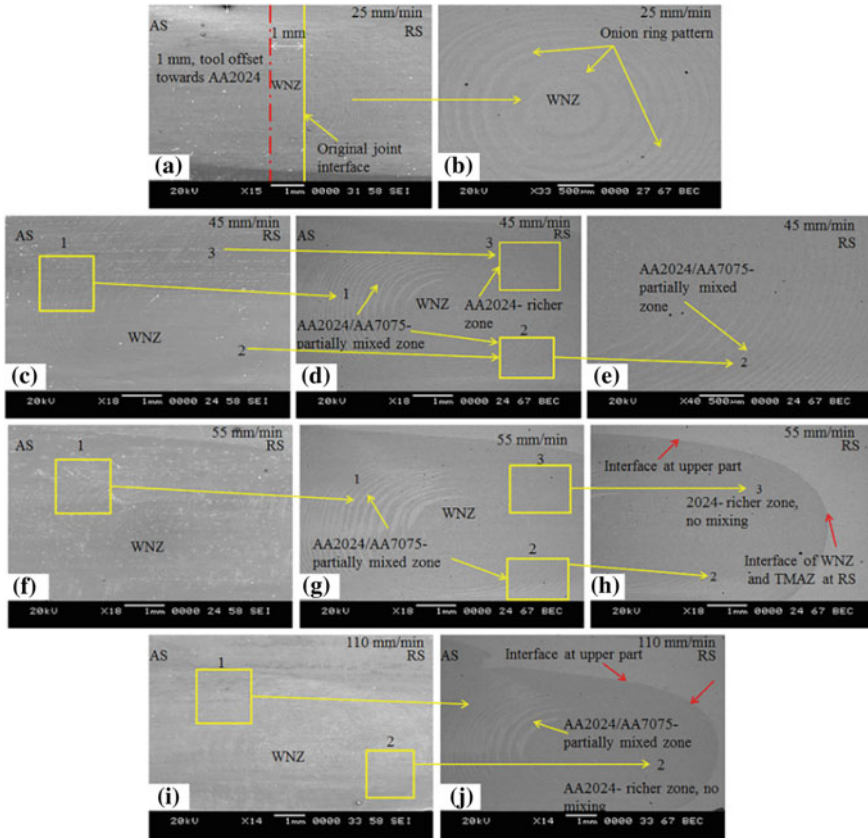 25 mm/min
AS
RS
1 mm
1 mm, tool offset
towards AA2024
WNZ
Original joint
interface
(a)
20kV X15 1mm 0000 31 58 SEI
25 mm/min
Onion ring pattern
WNZ
(b)
20kV X33 500µm 0000 27 67 BEC
45 mm/min
AS
RS
1
3
WNZ
2
(c)
20kV X18 1mm 0000 24 58 SEI
45 mm/min
AS
RS
3
1
WNZ
AA2024- richer
zone
AA2024/AA7075-
partially mixed
zone
2
(d)
20kV X18 1mm 0000 24 67 BEC
45 mm/min
RS
AA2024/AA7075-
partially mixed
zone
2
(e)
20kV X40 500µm 0000 24 67 BEC
55 mm/min
AS
RS
1
WNZ
(f)
20kV X18 1mm 0000 24 58 SEI
55 mm/min
3
1
WNZ
AA2024/AA7075-
partially mixed zone
2
(g)
20kV X18 1mm 0000 24 67 BEC
55 mm/min
RS
Interface at upper part
3
2024- richer zone,
no mixing
Interface of WNZ
and TMAZ at RS
2
(h)
20kV X18 1mm 0000 24 67 BEC
110 mm/min
AS
RS
1
WNZ
2
(i)
20kV X14 1mm 0000 33 58 SEI
110 mm/min
AS
Interface at upper part
RS
AA2024/AA7075-
partially mixed zone
2
AA2024- richer zone, no
mixing
(j)
20kV X14 1mm 0000 33 67 BEC